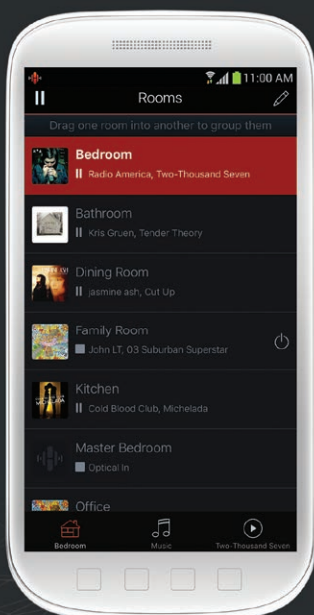 11:00 AM
Rooms
Drag one room into another to group them
Bedroom
Radio America, Two-Thousand Seven
Bathroom
Kris Gruen, Tender Theory
Dining Room
jasmine ash, Cut Up
Family Room
John LT, 03 Suburban Superstar
Kitchen
Cold Blood Club, Michelada
Master Bedroom
Optical In
Office
Bedroom
Music
Two-Thousand Seven